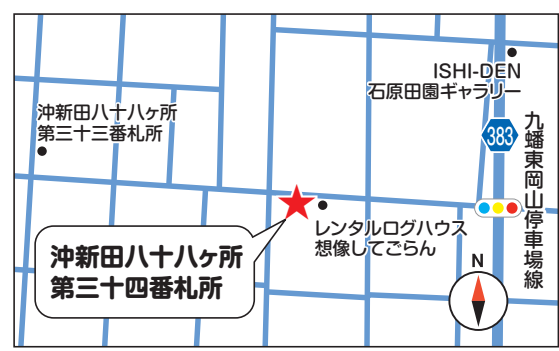 ISHI-DEN
石原田園ギャラリー
沖新田八十八ヶ所
第三十三番札所
383
九蟠東岡山停車場線
レンタルログハウス
想像してごらん
沖新田八十八ヶ所
第三十四番札所
N